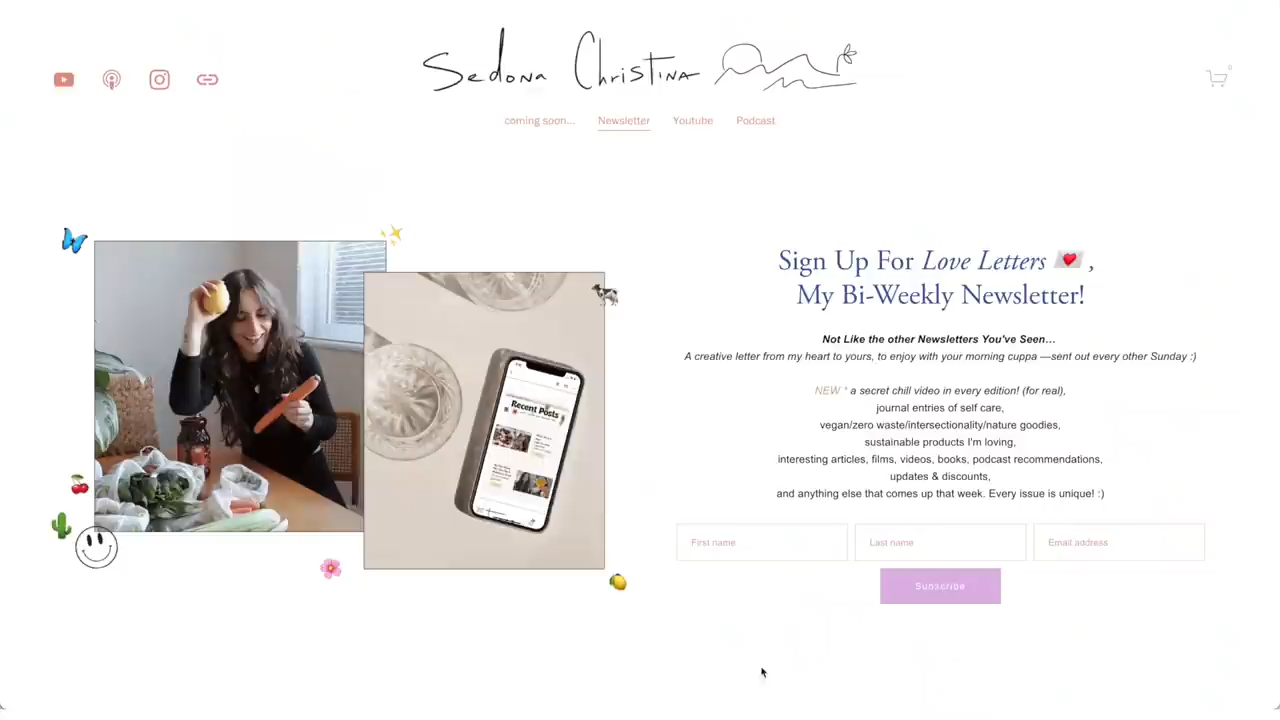 Sedona Christina
0
coming soon... Newsletter Youtube Podcast
Sign Up For Love Letters 💌 ,
My Bi-Weekly Newsletter!
Not Like the other Newsletters You've Seen...
A creative letter from my heart to yours, to enjoy with your morning cuppa —sent out every other Sunday :)
NEW * a secret chill video in every edition! (for real),
journal entries of self care,
vegan/zero waste/intersectionality/nature goodies,
sustainable products I'm loving,
interesting articles, films, videos, books, podcast recommendations,
updates & discounts,
and anything else that comes up that week. Every issue is unique! :)
First name Last name Email address
Sunscribe
Recent Posts